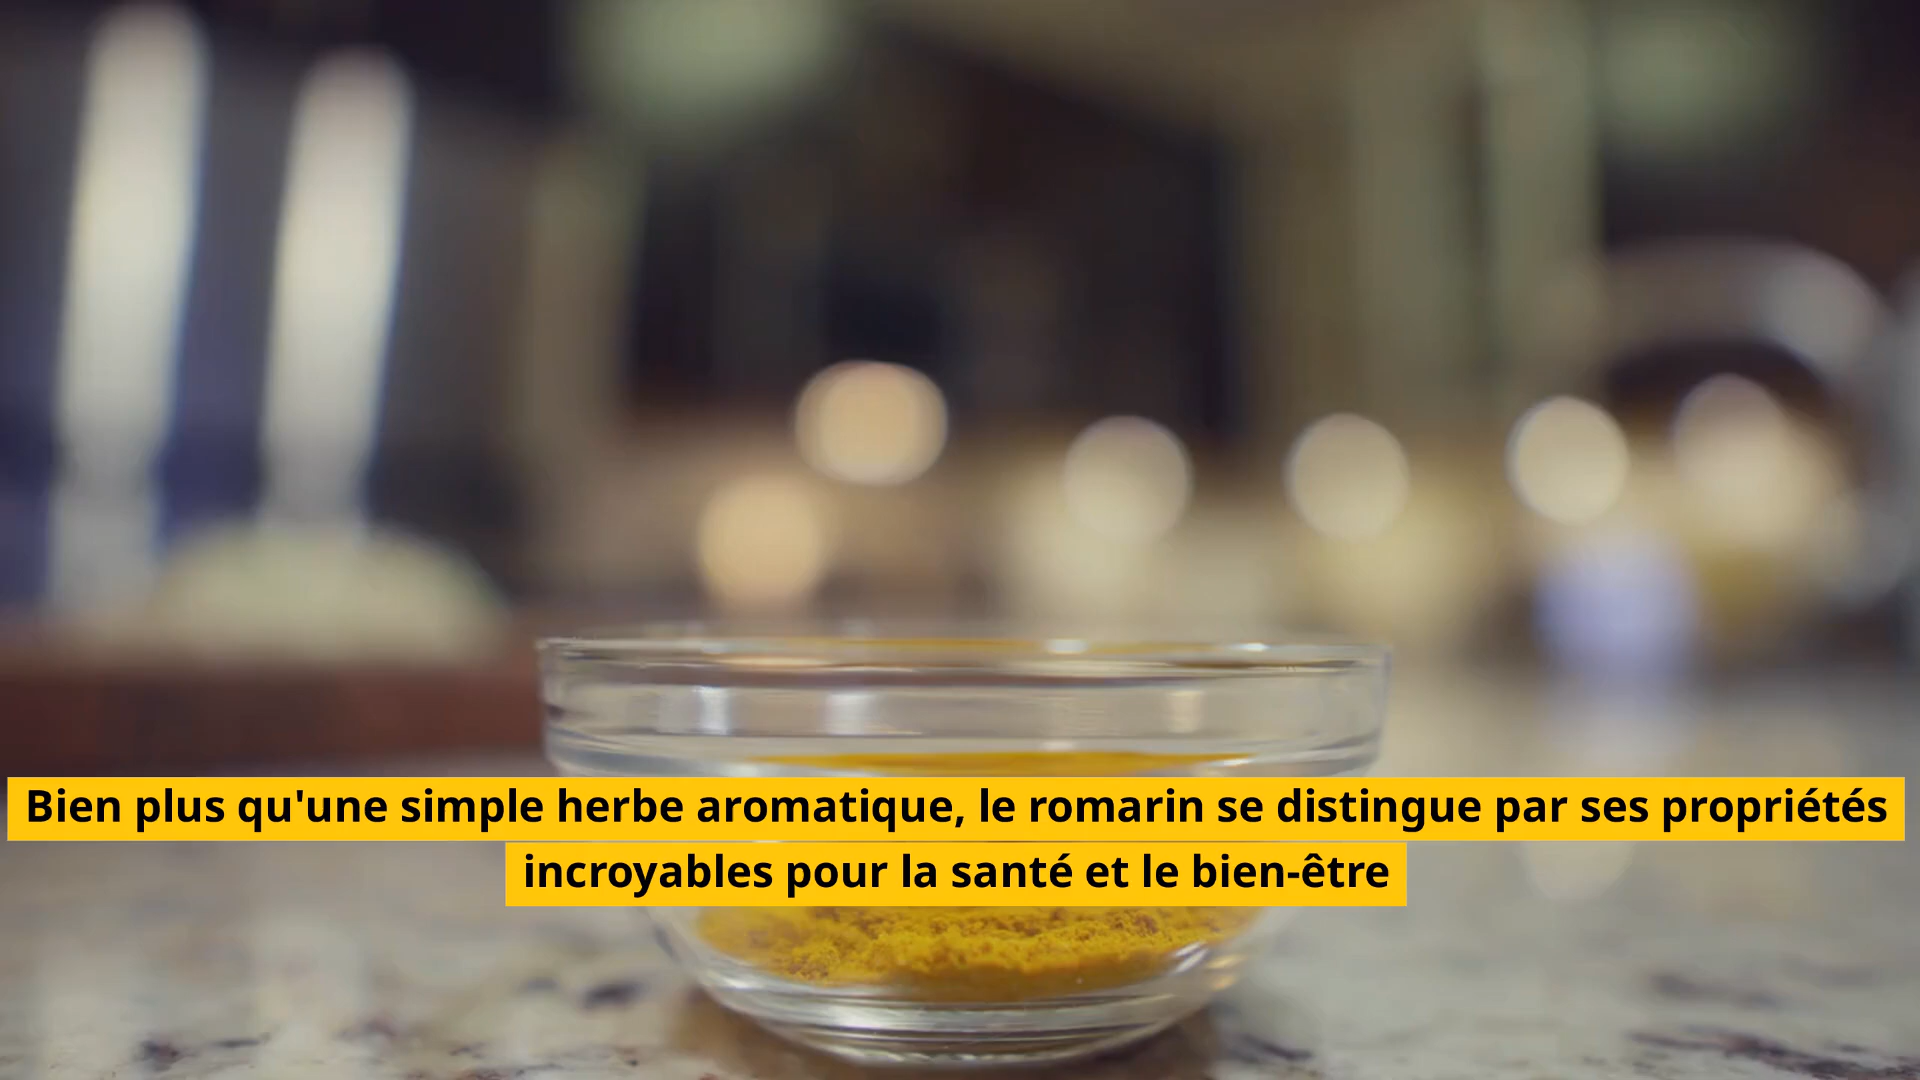 Bien plus qu'une simple herbe aromatique, le romarin se distingue par ses propriétés
incroyables pour la santé et le bien-être